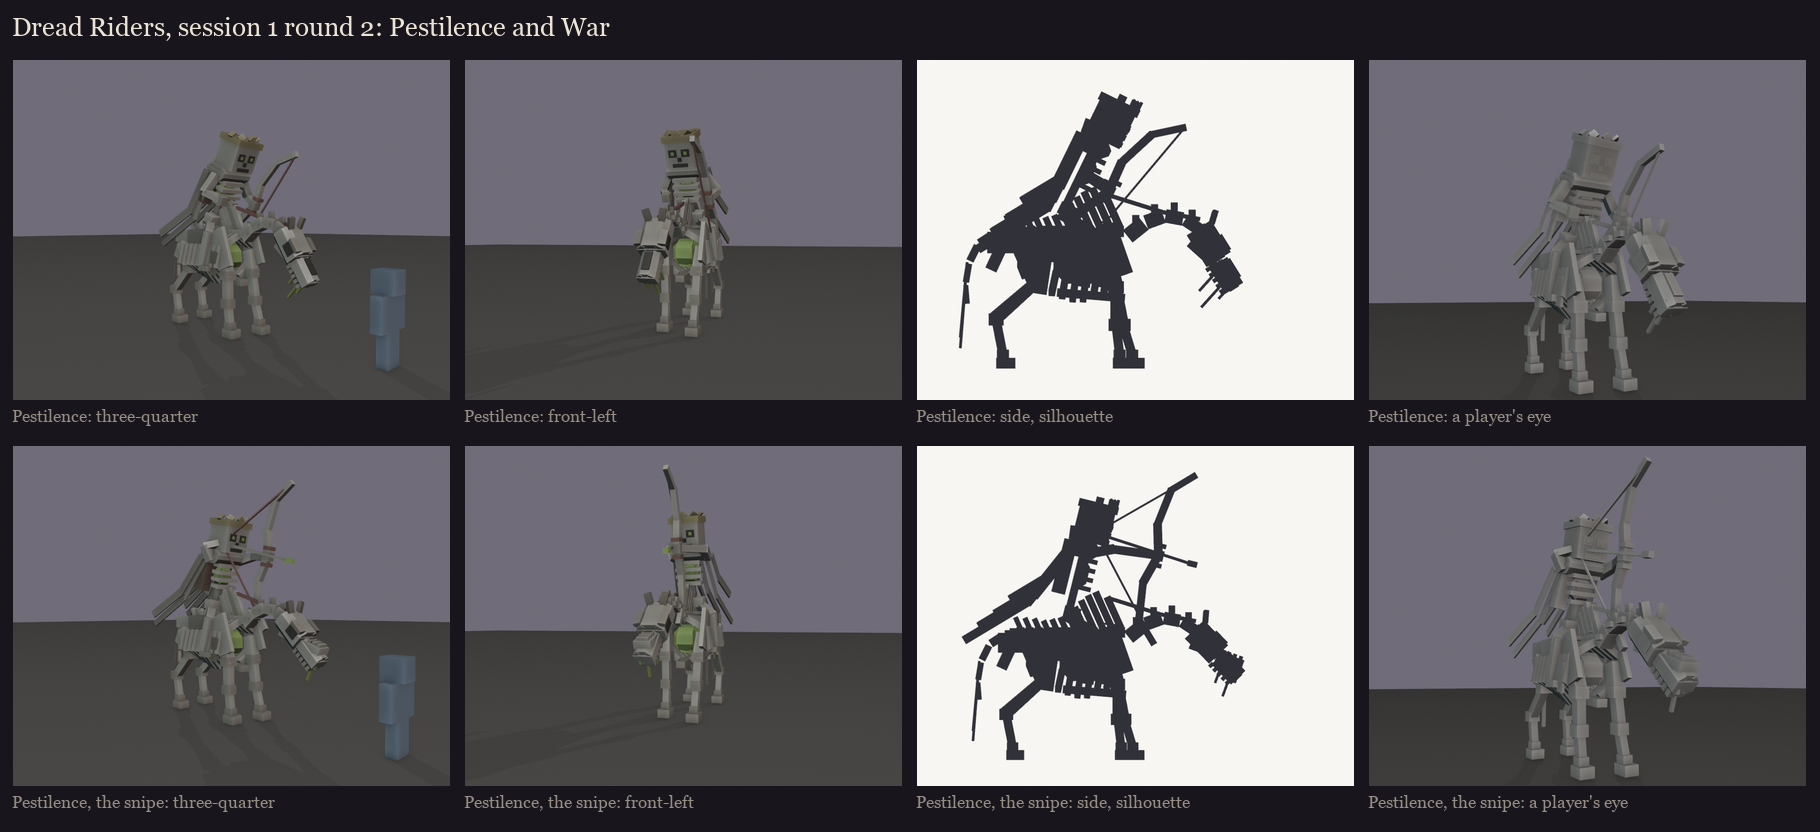 Dread Riders, session 1 round 2: Pestilence and War
Pestilence: three-quarter
Pestilence: front-left
Pestilence: side, silhouette
Pestilence: a player's eye
Pestilence, the snipe: three-quarter
Pestilence, the snipe: front-left
Pestilence, the snipe: side, silhouette
Pestilence, the snipe: a player's eye